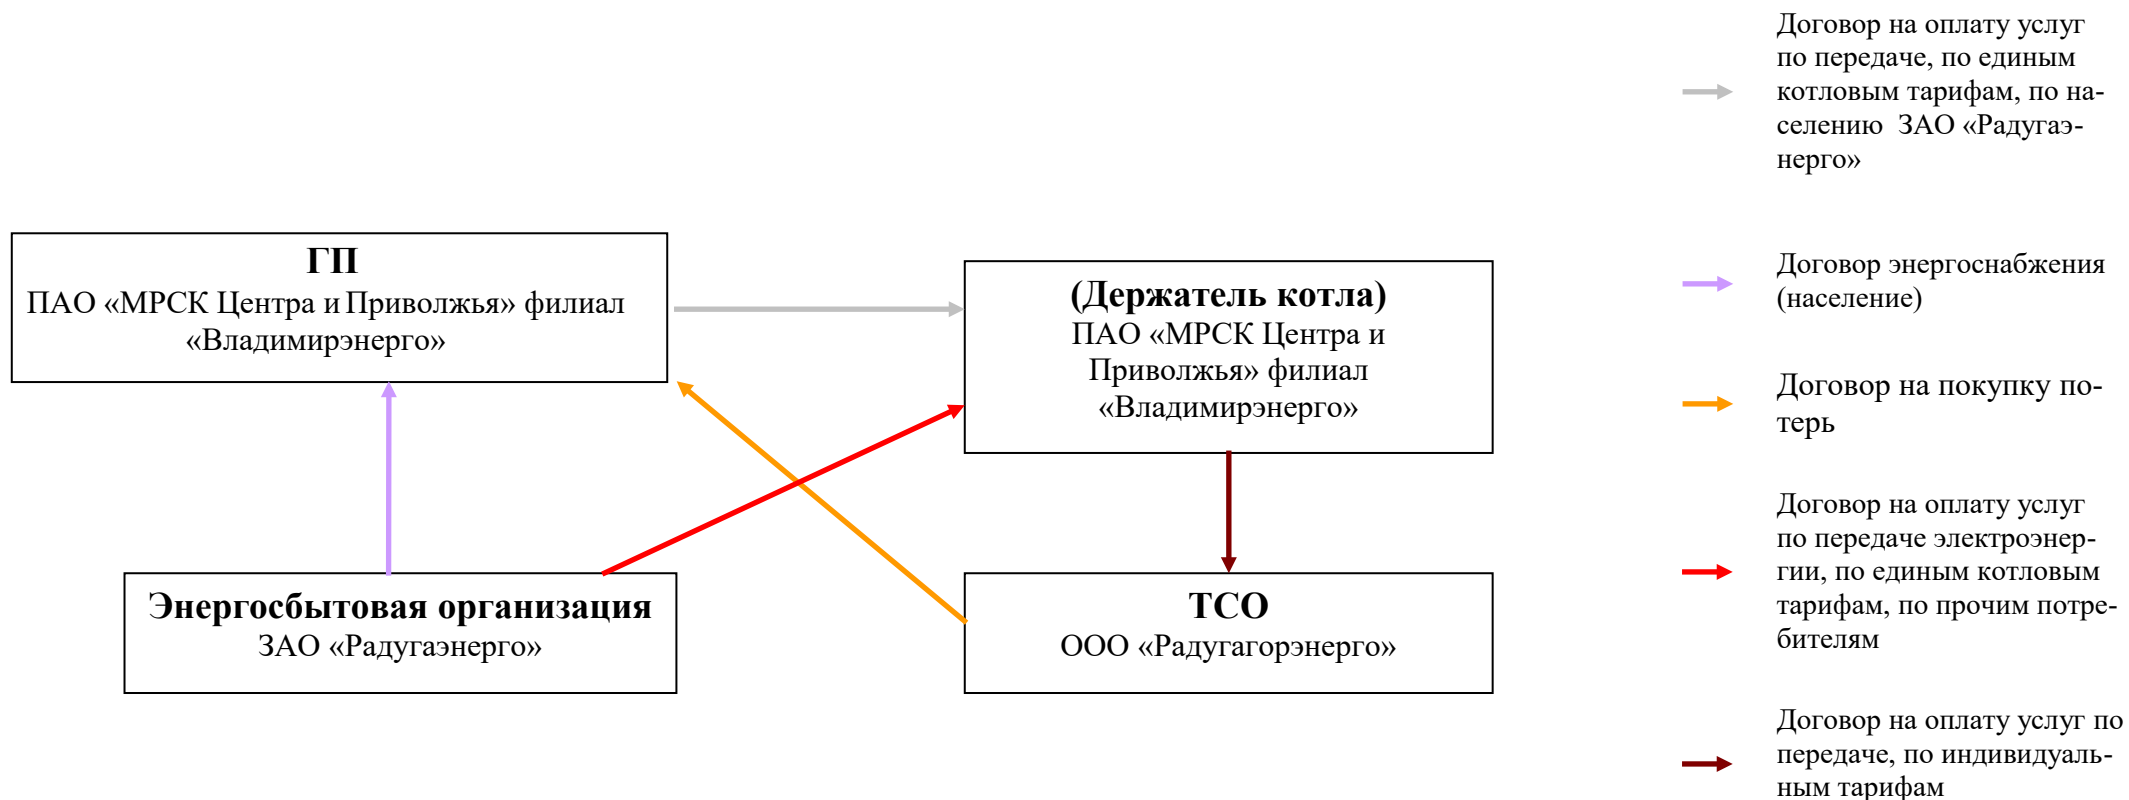 Договор на оплату услуг
по передаче, по единым
котловым тарифам, по на-
селению ЗАО «Радугаэ-
нерго»
ГП
ПАО «МРСК Центра и Приволжья» филиал
«Владимирэнерго»
(Держатель котла)
ПАО «МРСК Центра и
Приволжья» филиал
«Владимирэнерго»
Договор энергоснабжения
(население)
Договор на покупку по-
терь
Энергосбытовая организация
ЗАО «Радугаэнерго»
ТСО
ООО «Радугагорэнерго»
Договор на оплату услуг
по передаче электроэнер-
гии, по единым котловым
тарифам, по прочим потре-
бителям
Договор на оплату услуг по
передаче, по индивидуаль-
ным тарифам